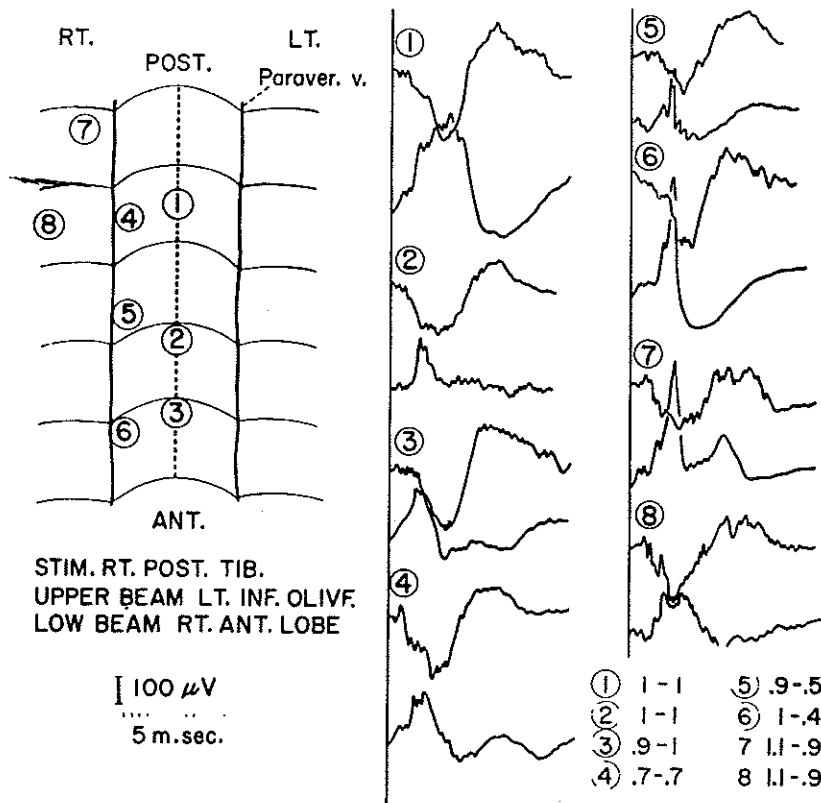 RT.
LT.
POST.
Paraver. v.
7
8
4
1
5
2
3
6
ANT.
STIM. RT. POST. TIB.
UPPER BEAM LT. INF. OLIVF.
LOW BEAM RT. ANT. LOBE
100 μV
5 m.sec.
1
2
3
4
5
6
7
8
1 1-1
2 1-1
3 .9-1
4 .7-.7
5 .9-.5
6 1-.4
7 1.1-.9
8 1.1-.9